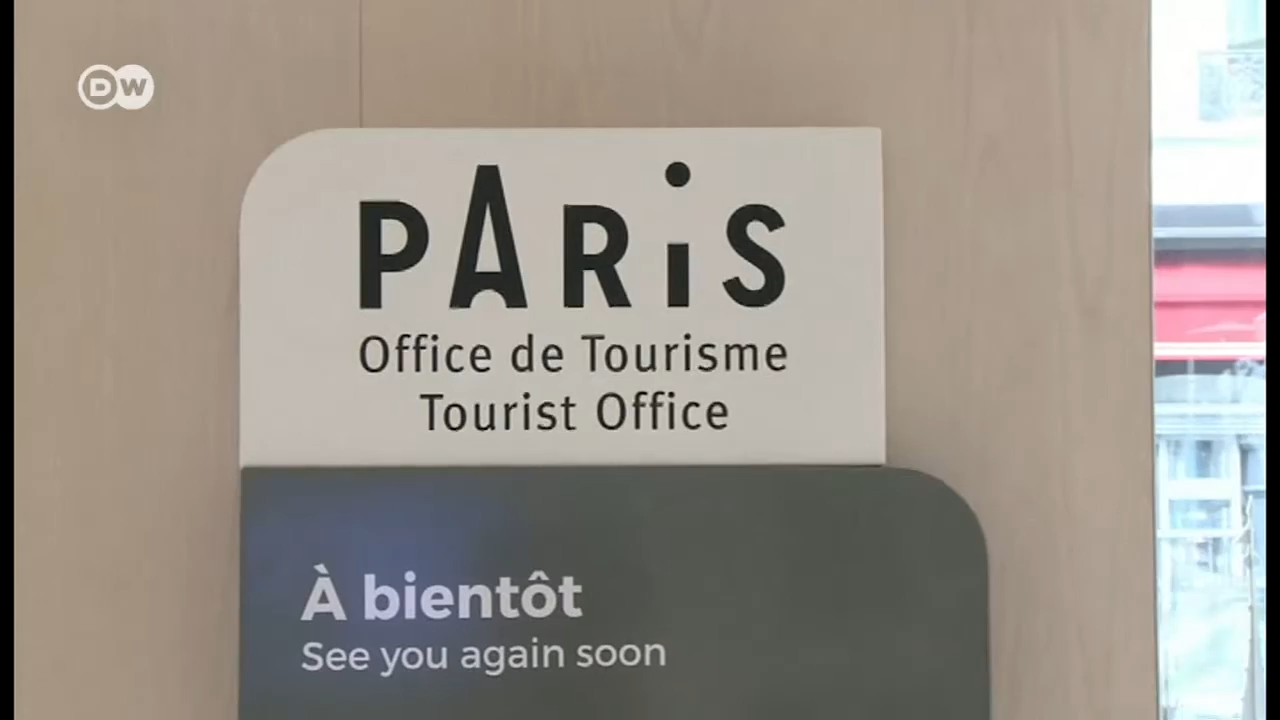 DW
PARiS
Office de Tourisme
Tourist Office
À bientôt
See you again soon